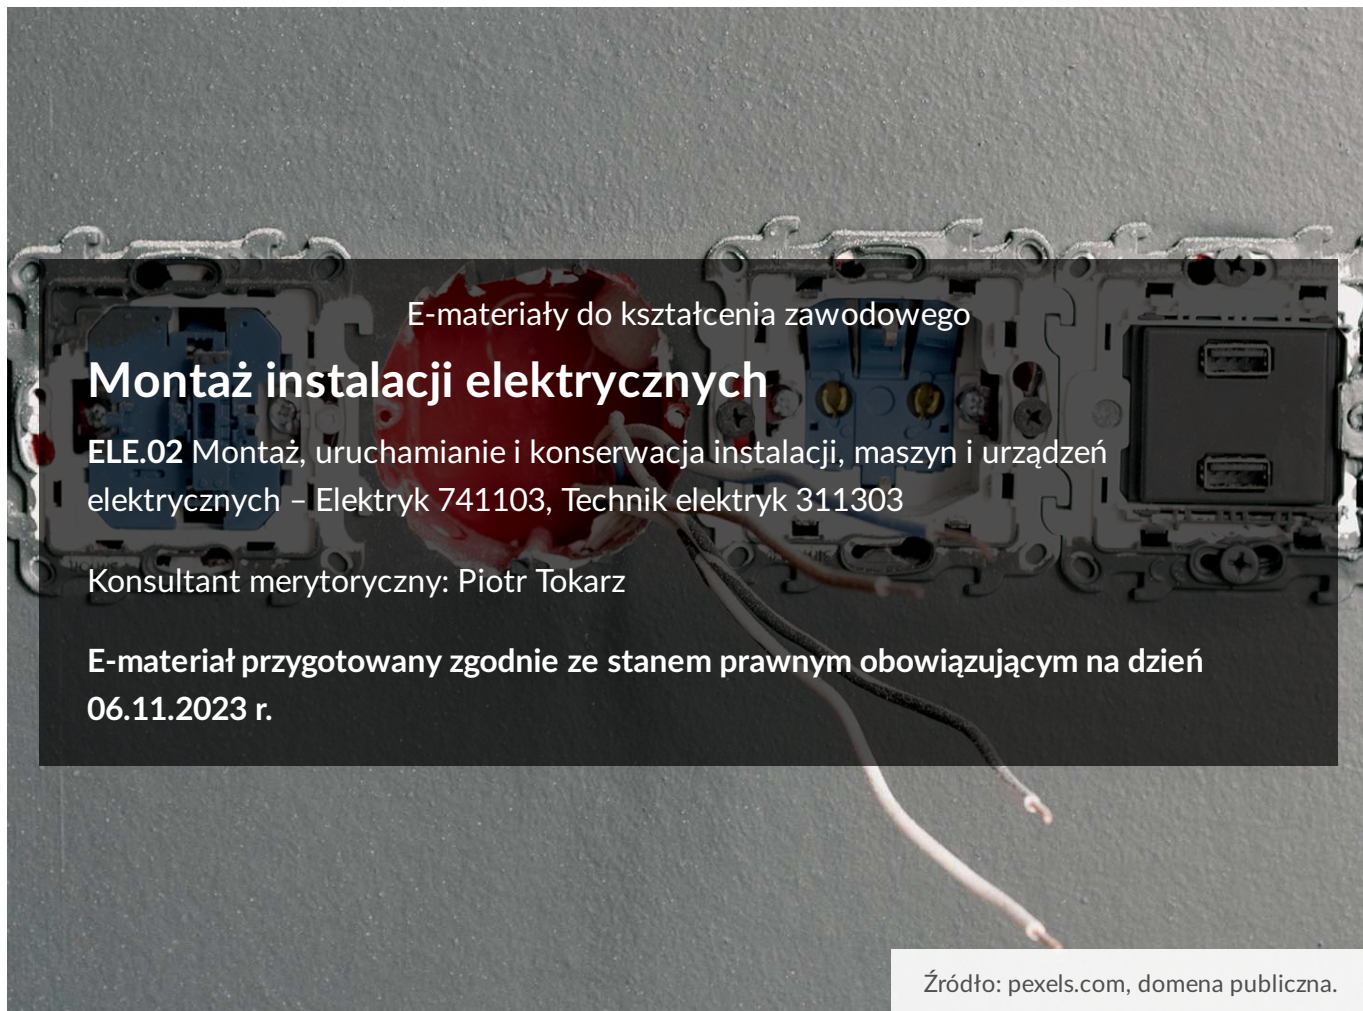 E-materiały do kształcenia zawodowego
Montaż instalacji elektrycznych
ELE.02 Montaż, uruchamianie i konserwacja instalacji, maszyn i urządzeń
elektrycznych – Elektryk 741103, Technik elektryk 311303
Konsultant merytoryczny: Piotr Tokarz
E-materiał przygotowany zgodnie ze stanem prawnym obowiązującym na dzień
06.11.2023 r.
Źródło: pexels.com, domena publiczna.